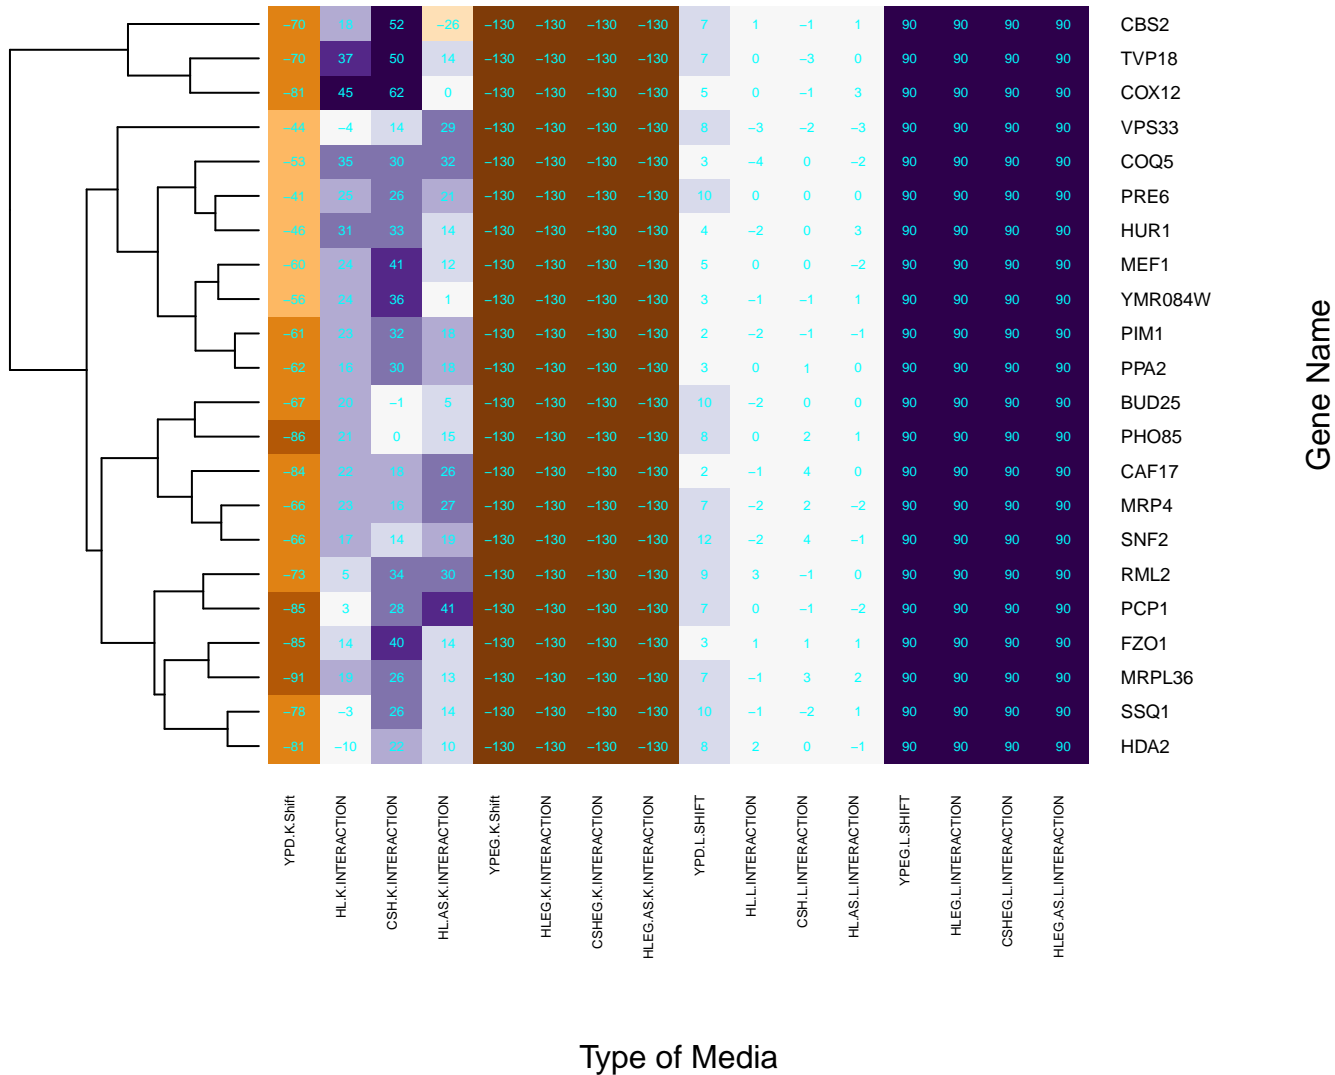 −70 18 52 −26 −130 −130 −130 −130 7 1 −1 1 90 90 90 90 CBS2
−70 37 50 14 −130 −130 −130 −130 7 0 −3 0 90 90 90 90 TVP18
−81 45 62 0 −130 −130 −130 −130 5 0 −1 3 90 90 90 90 COX12
−44 −4 14 29 −130 −130 −130 −130 8 −3 −2 −3 90 90 90 90 VPS33
−53 35 30 32 −130 −130 −130 −130 3 −4 0 −2 90 90 90 90 COQ5
−41 25 26 21 −130 −130 −130 −130 10 0 0 0 90 90 90 90 PRE6
−46 31 33 14 −130 −130 −130 −130 4 −2 0 3 90 90 90 90 HUR1
−60 24 41 12 −130 −130 −130 −130 5 0 0 −2 90 90 90 90 MEF1
−58 24 36 1 −130 −130 −130 −130 3 −1 −1 1 90 90 90 90 YMR084W
−61 23 32 18 −130 −130 −130 −130 2 −2 −1 −1 90 90 90 90 PIM1
−62 16 30 16 −130 −130 −130 −130 3 0 1 0 90 90 90 90 PPA2
−67 20 −1 5 −130 −130 −130 −130 10 −2 0 0 90 90 90 90 BUD25
−86 21 0 15 −130 −130 −130 −130 8 0 2 1 90 90 90 90 PHO85
−84 22 19 26 −130 −130 −130 −130 2 −1 4 0 90 90 90 90 CAF17
−66 23 18 27 −130 −130 −130 −130 7 −2 2 −2 90 90 90 90 MRP4
−66 17 14 19 −130 −130 −130 −130 12 −2 4 −1 90 90 90 90 SNF2
−73 5 34 30 −130 −130 −130 −130 9 3 −1 0 90 90 90 90 RML2
−85 3 28 41 −130 −130 −130 −130 7 0 −1 −2 90 90 90 90 PCP1
−85 14 40 14 −130 −130 −130 −130 3 1 1 1 90 90 90 90 FZO1
−91 19 26 13 −130 −130 −130 −130 7 −1 3 2 90 90 90 90 MRPL36
−78 −3 26 14 −130 −130 −130 −130 10 −1 −2 1 90 90 90 90 SSQ1
−81 −10 22 10 −130 −130 −130 −130 8 2 0 −1 90 90 90 90 HDA2
Gene Name
YPD.K.Shift
HL.K.INTERACTION
CSH.K.INTERACTION
HL.AS.K.INTERACTION
YPEG.K.Shift
HLEG.K.INTERACTION
CSHEG.K.INTERACTION
HLEG.AS.K.INTERACTION
YPD.L.SHIFT
HL.L.INTERACTION
CSH.L.INTERACTION
HL.AS.L.INTERACTION
YPEG.L.SHIFT
HLEG.L.INTERACTION
CSHEG.L.INTERACTION
HLEG.AS.L.INTERACTION
Type of Media